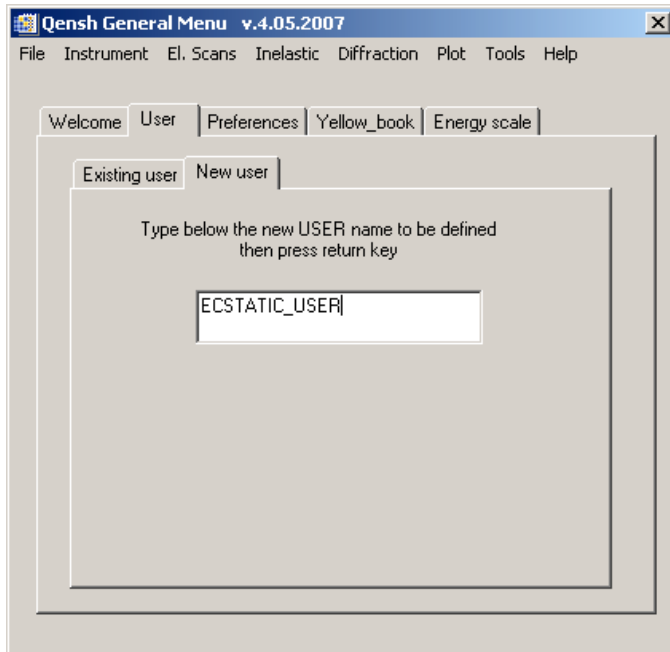 Qensh General Menu v.4.05.2007
File Instrument El. Scans Inelastic Diffraction Plot Tools Help
Welcome User Preferences Yellow_book Energy scale
Existing user New user
Type below the new USER name to be defined
then press return key
ECSTATIC_USER